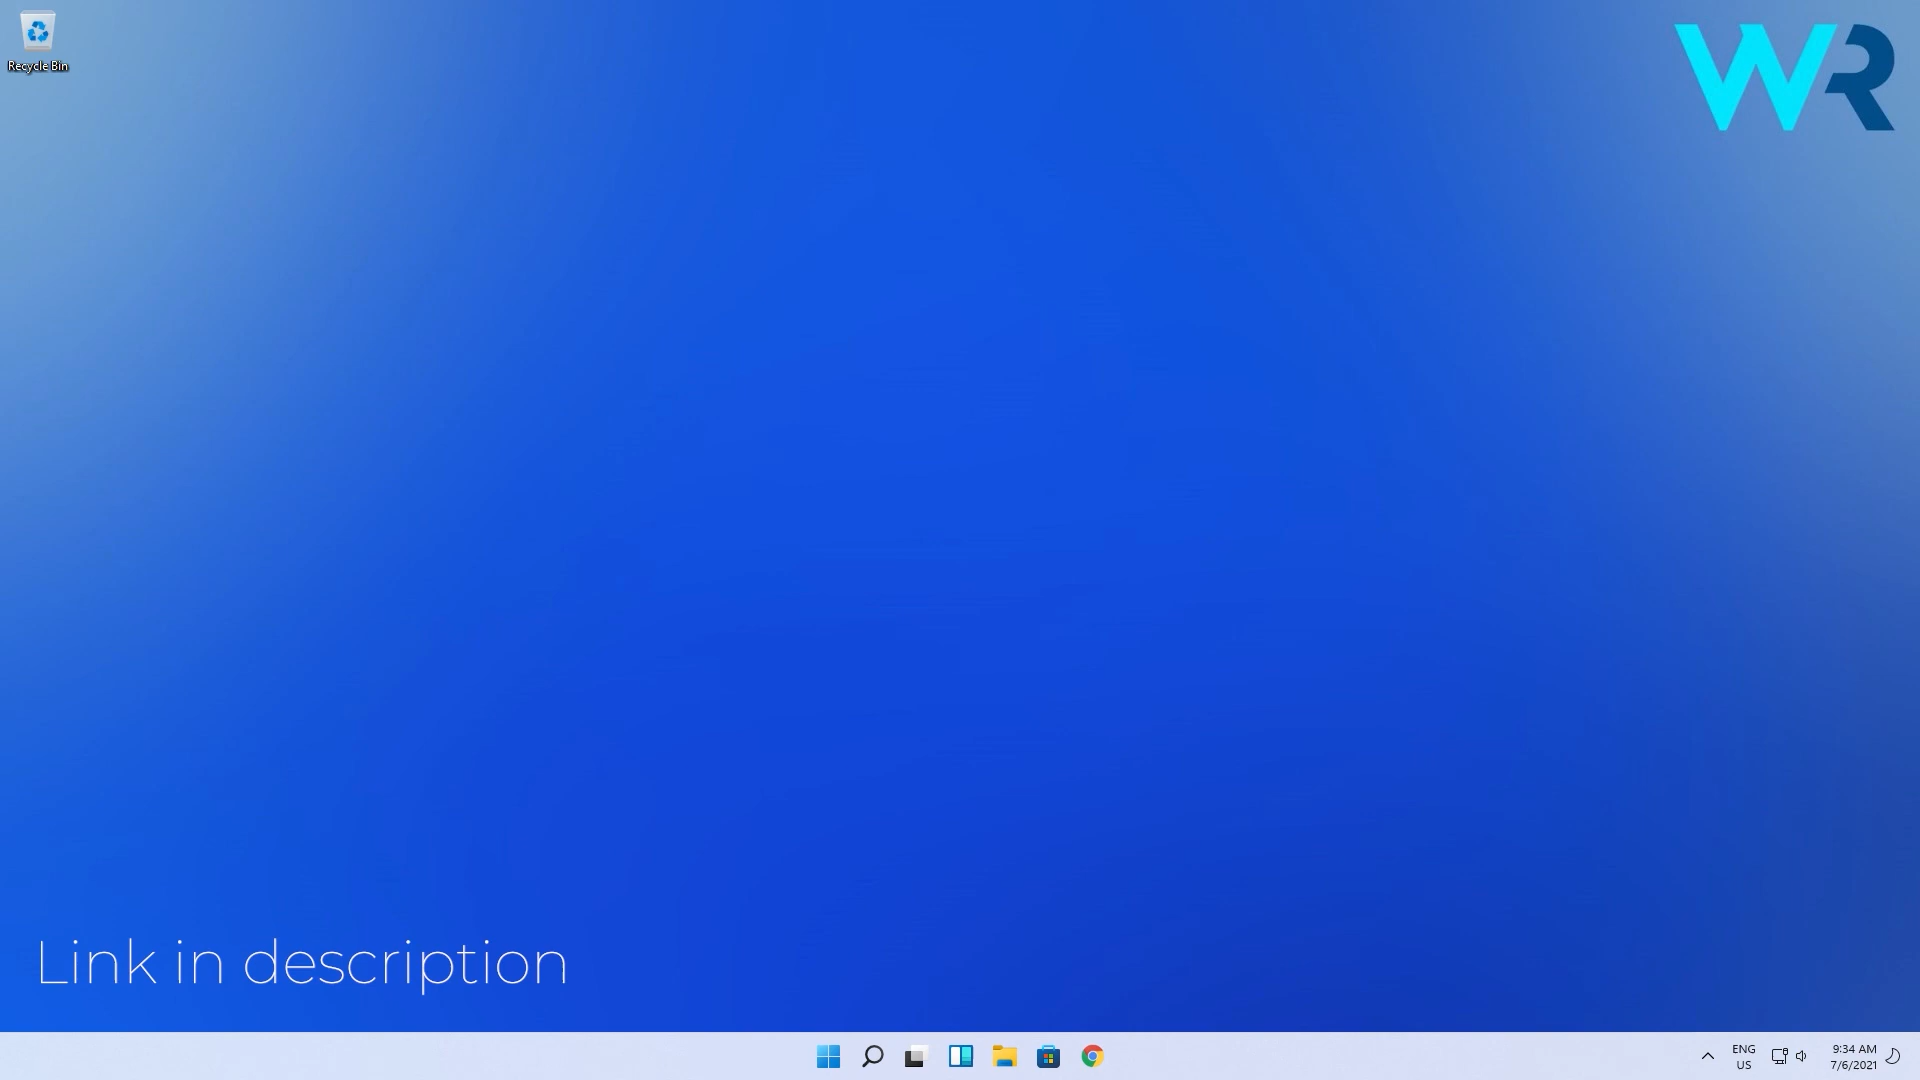 Recycle Bin
WR
Link in description
ENG
US
9:34 AM
7/6/2021